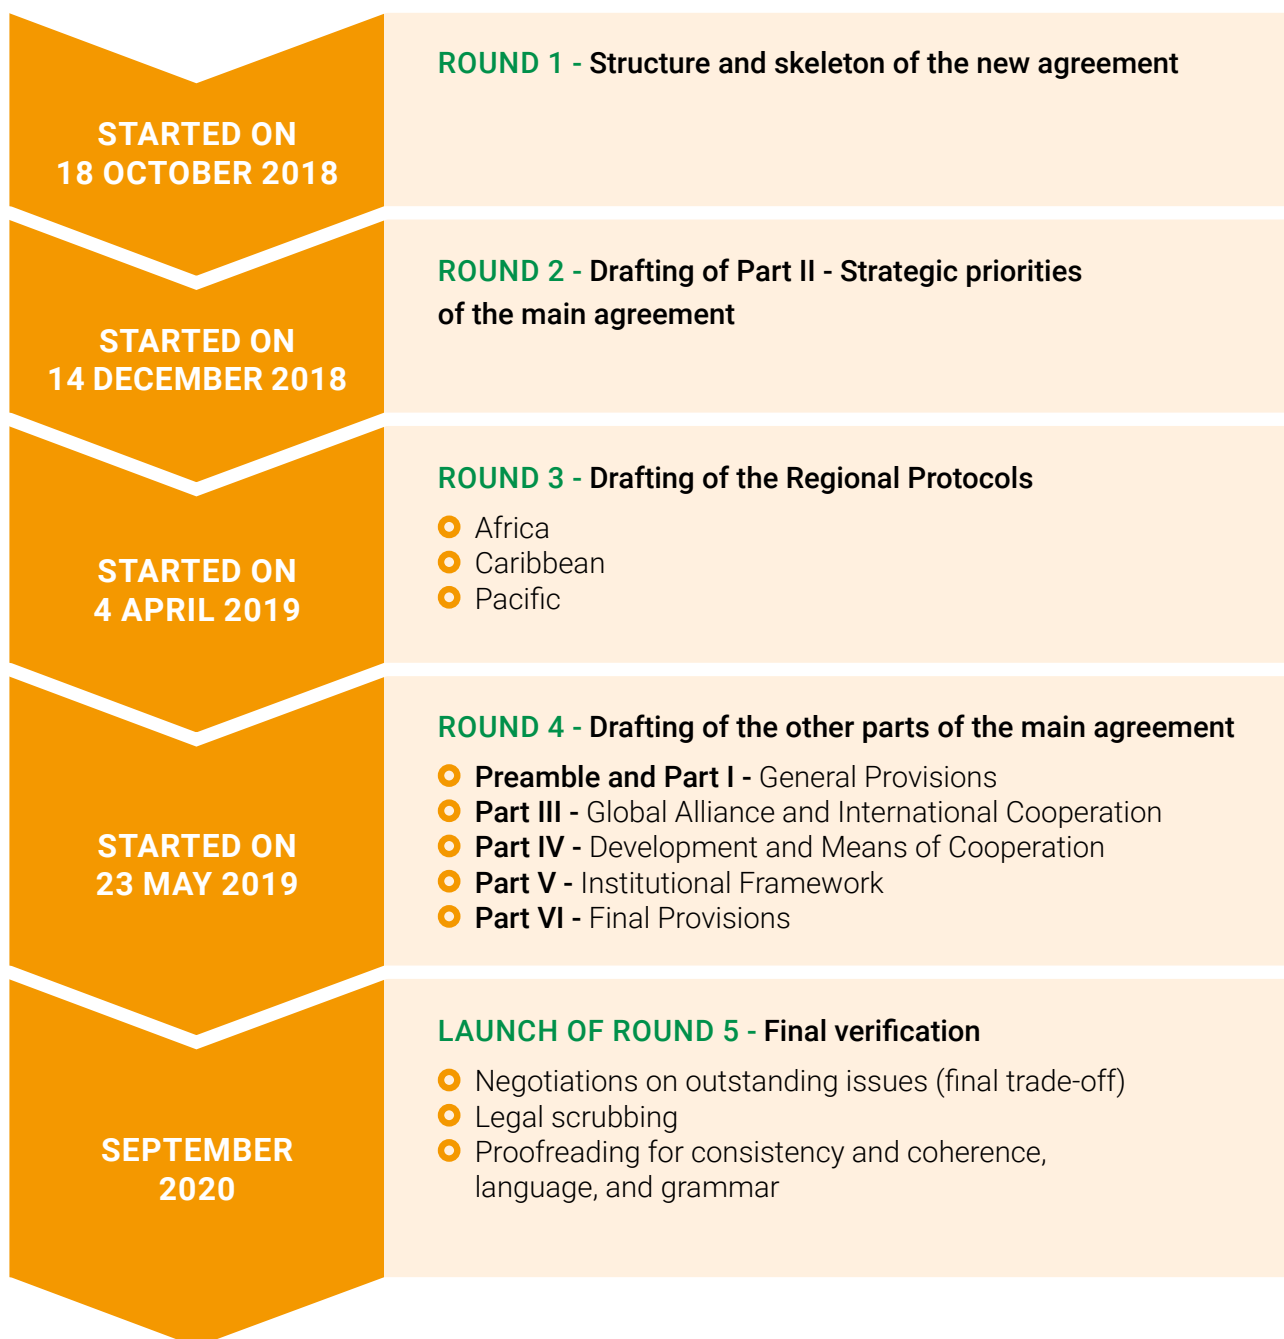 STARTED ON
18 OCTOBER 2018
ROUND 1 - Structure and skeleton of the new agreement
STARTED ON
14 DECEMBER 2018
ROUND 2 - Drafting of Part II - Strategic priorities
of the main agreement
STARTED ON
4 APRIL 2019
ROUND 3 - Drafting of the Regional Protocols
Africa
Caribbean
Pacific
STARTED ON
23 MAY 2019
ROUND 4 - Drafting of the other parts of the main agreement
Preamble and Part I - General Provisions
Part III - Global Alliance and International Cooperation
Part IV - Development and Means of Cooperation
Part V - Institutional Framework
Part VI - Final Provisions
SEPTEMBER
2020
LAUNCH OF ROUND 5 - Final verification
Negotiations on outstanding issues (final trade-off)
Legal scrubbing
Proofreading for consistency and coherence,
language, and grammar